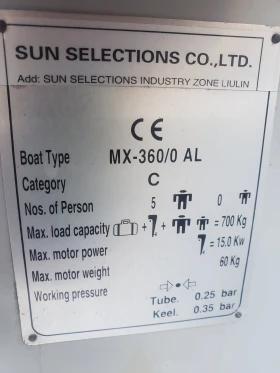 SUN SELECTIONS CO.,LTD.
Add: SUN SELECTIONS INDUSTRY ZONE LIULIN
CE
Boat Type MX-360/0 AL
Category C
Nos. of Person 5 0
Max. load capacity + + = 700 Kg
Max. motor power = 15.0 Kw
Max. motor weight 60 Kg
Working pressure
Tube. 0.25 bar
Keel. 0.35 bar